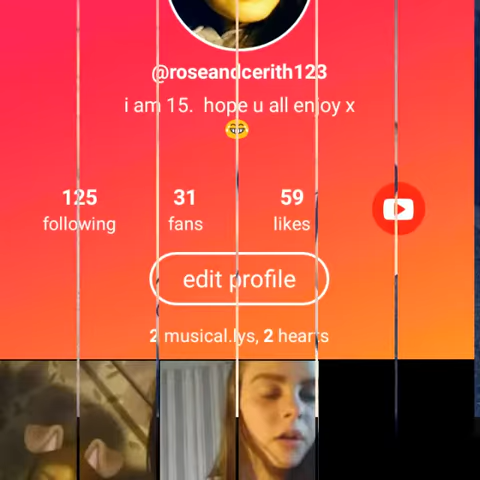 @roseandcerith123
i am 15. hope u all enjoy x
😁
125 31 59
following fans likes
edit profile
2 musical.lys, 2 hearts